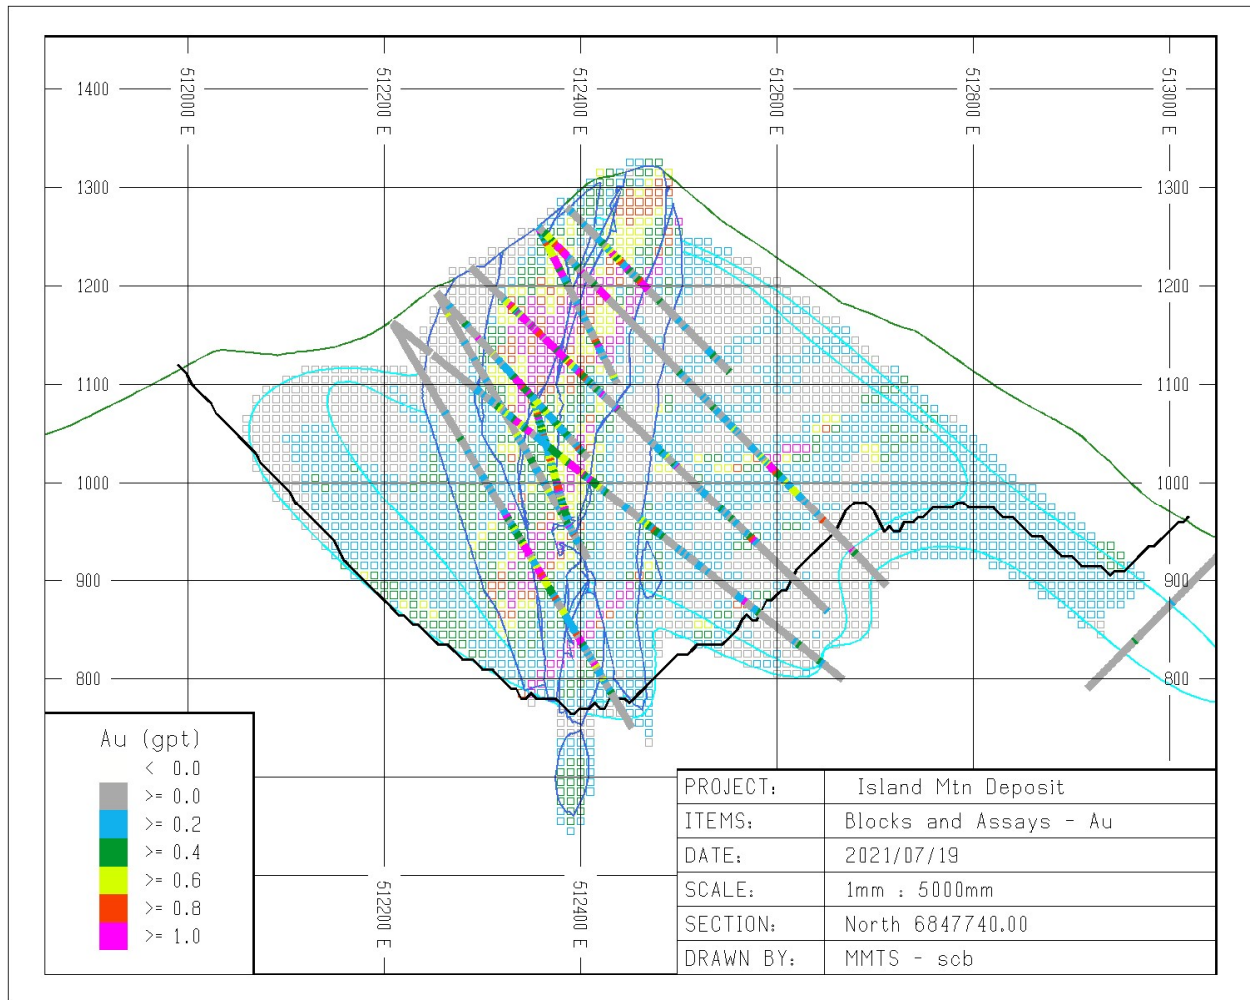 512000 E
512200 E
512400 E
512600 E
512800 E
513000 E
1400
1300 1300
1200 1200
1100 1100
1000 1000
900 900
800 800
512200 E
512400 E
Au (gpt)
< 0.0
>= 0.0
>= 0.2
>= 0.4
>= 0.6
>= 0.8
>= 1.0
PROJECT: Island Mtn Deposit
ITEMS: Blocks and Assays - Au
DATE: 2021/07/19
SCALE: 1mm : 5000mm
SECTION: North 6847740.00
DRAWN BY: MMTS - scb